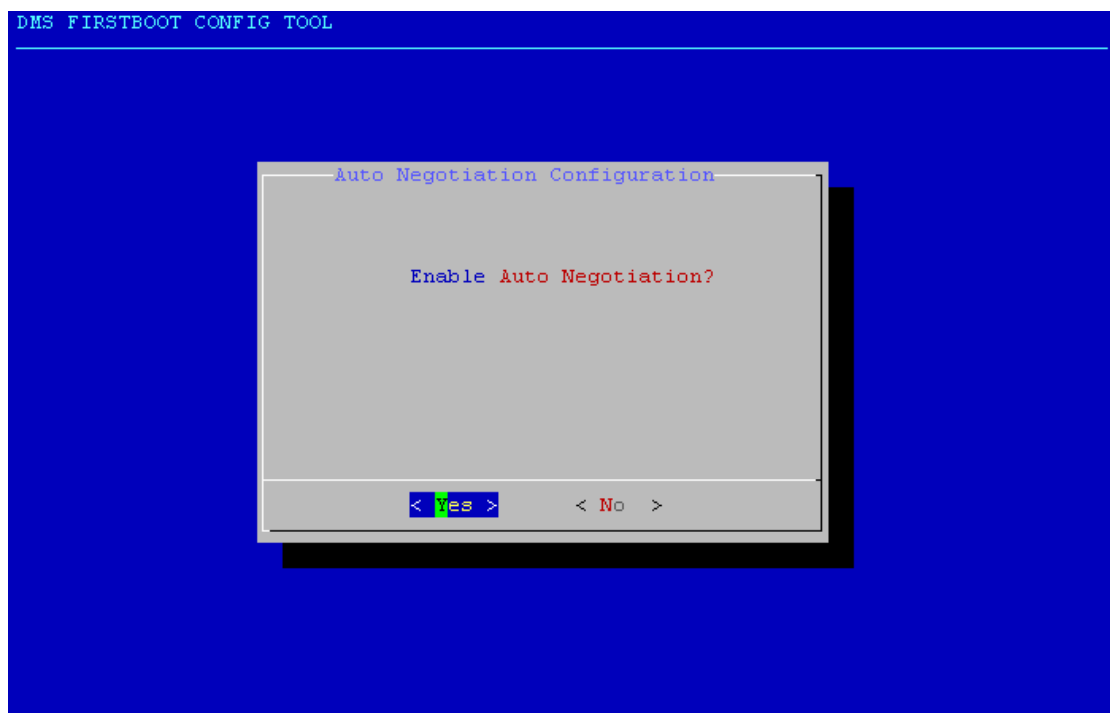 DMS FIRSTBOOT CONFIG TOOL
Auto Negotiation Configuration
Enable Auto Negotiation?
< Yes > < No >